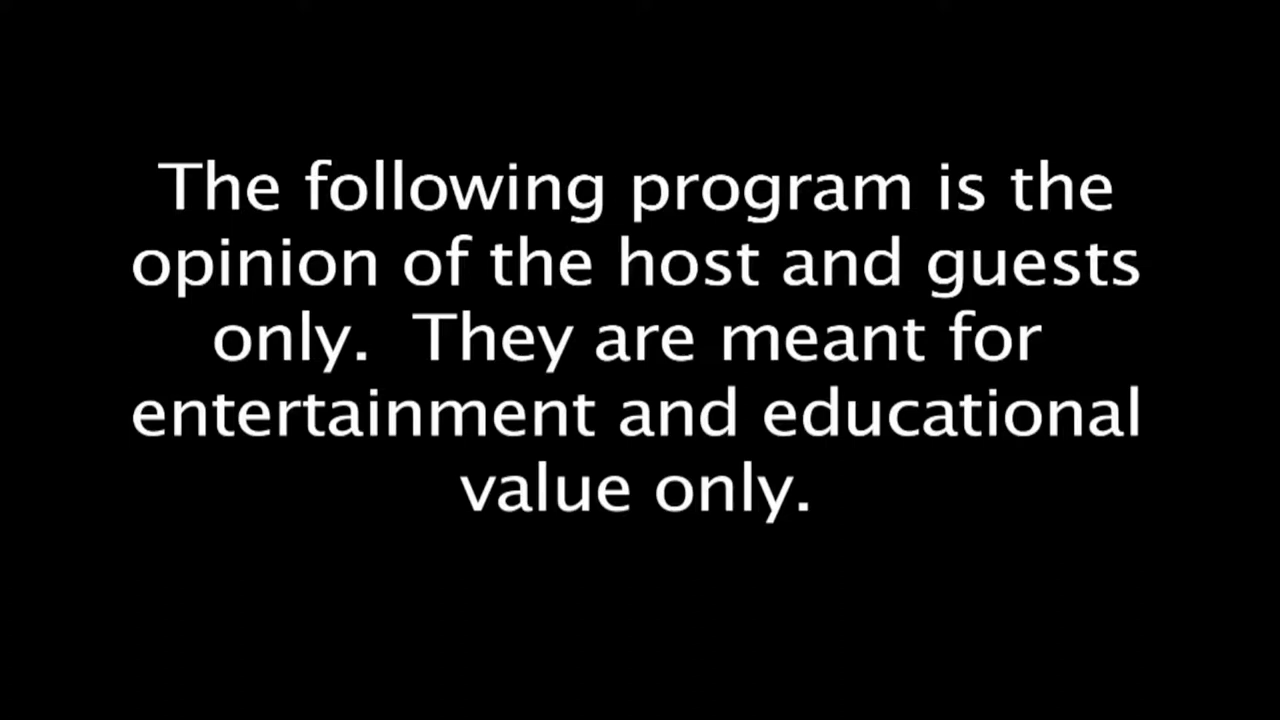 The following program is the
opinion of the host and guests
only.  They are meant for
entertainment and educational
value only.